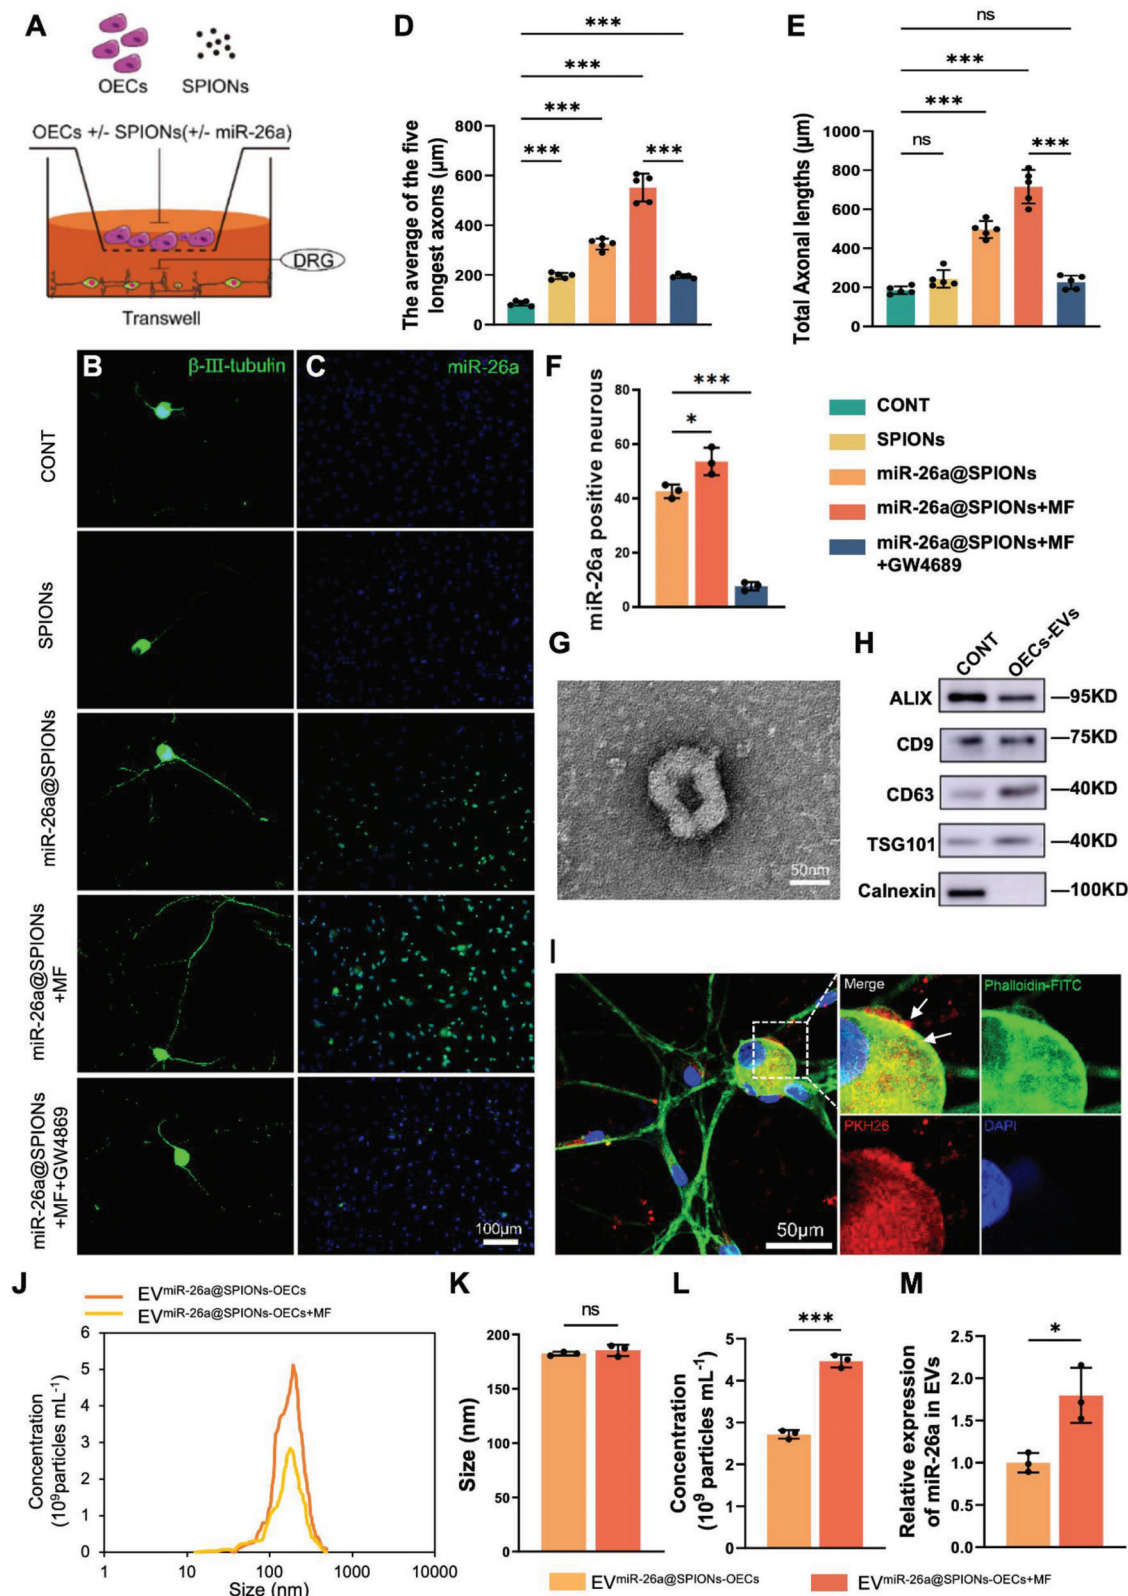 A
OECs
SPIONs
OECs +/- SPIONs(+/- miR-26a)
DRG
Transwell
D
***
***
***
***
***
The average of the five
longest axons (μm)
800
600
400
200
0
E
ns
***
***
ns
***
Total Axonal lengths (μm)
1000
800
600
400
200
0
B
β-III-tubulin
C
miR-26a
CONT
SPIONs
miR-26a@SPIONs
miR-26a@SPIONs
+MF
miR-26a@SPIONs
+MF+GW4869
100μm
F
***
*
miR-26a positive neurous
80
60
40
20
0
CONT
SPIONs
miR-26a@SPIONs
miR-26a@SPIONs+MF
miR-26a@SPIONs+MF
+GW4689
G
50nm
H
CONT
OECs-EVs
ALIX
—95KD
CD9
—75KD
CD63
—40KD
TSG101
—40KD
Calnexin
—100KD
I
Merge
Phalloidin-FITC
PKH26
DAPI
50μm
J
EVmiR-26a@SPIONs-OECs
EVmiR-26a@SPIONs-OECs+MF
Concentration
(10⁹particles mL⁻¹)
6
5
4
3
2
1
0
1
10
100
1000
10000
Size (nm)
K
ns
Size (nm)
200
150
100
50
0
L
***
Concentration
(10⁹ particles mL⁻¹)
5
4
3
2
1
0
M
*
Relative expression
of miR-26a in EVs
2.5
2.0
1.5
1.0
0.5
0.0
EVmiR-26a@SPIONs-OECs
EVmiR-26a@SPIONs-OECs+MF